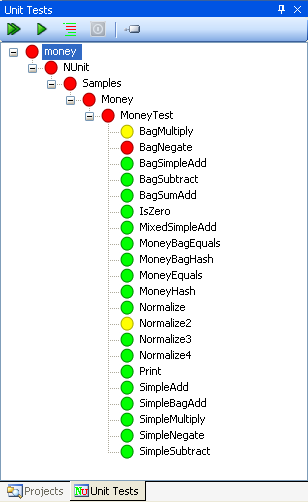 Unit Tests
money
NUnit
Samples
Money
MoneyTest
BagMultiply
BagNegate
BagSimpleAdd
BagSubtract
BagSumAdd
IsZero
MixedSimpleAdd
MoneyBagEquals
MoneyBagHash
MoneyEquals
MoneyHash
Normalize
Normalize2
Normalize3
Normalize4
Print
SimpleAdd
SimpleBagAdd
SimpleMultiply
SimpleNegate
SimpleSubtract
Projects Unit Tests